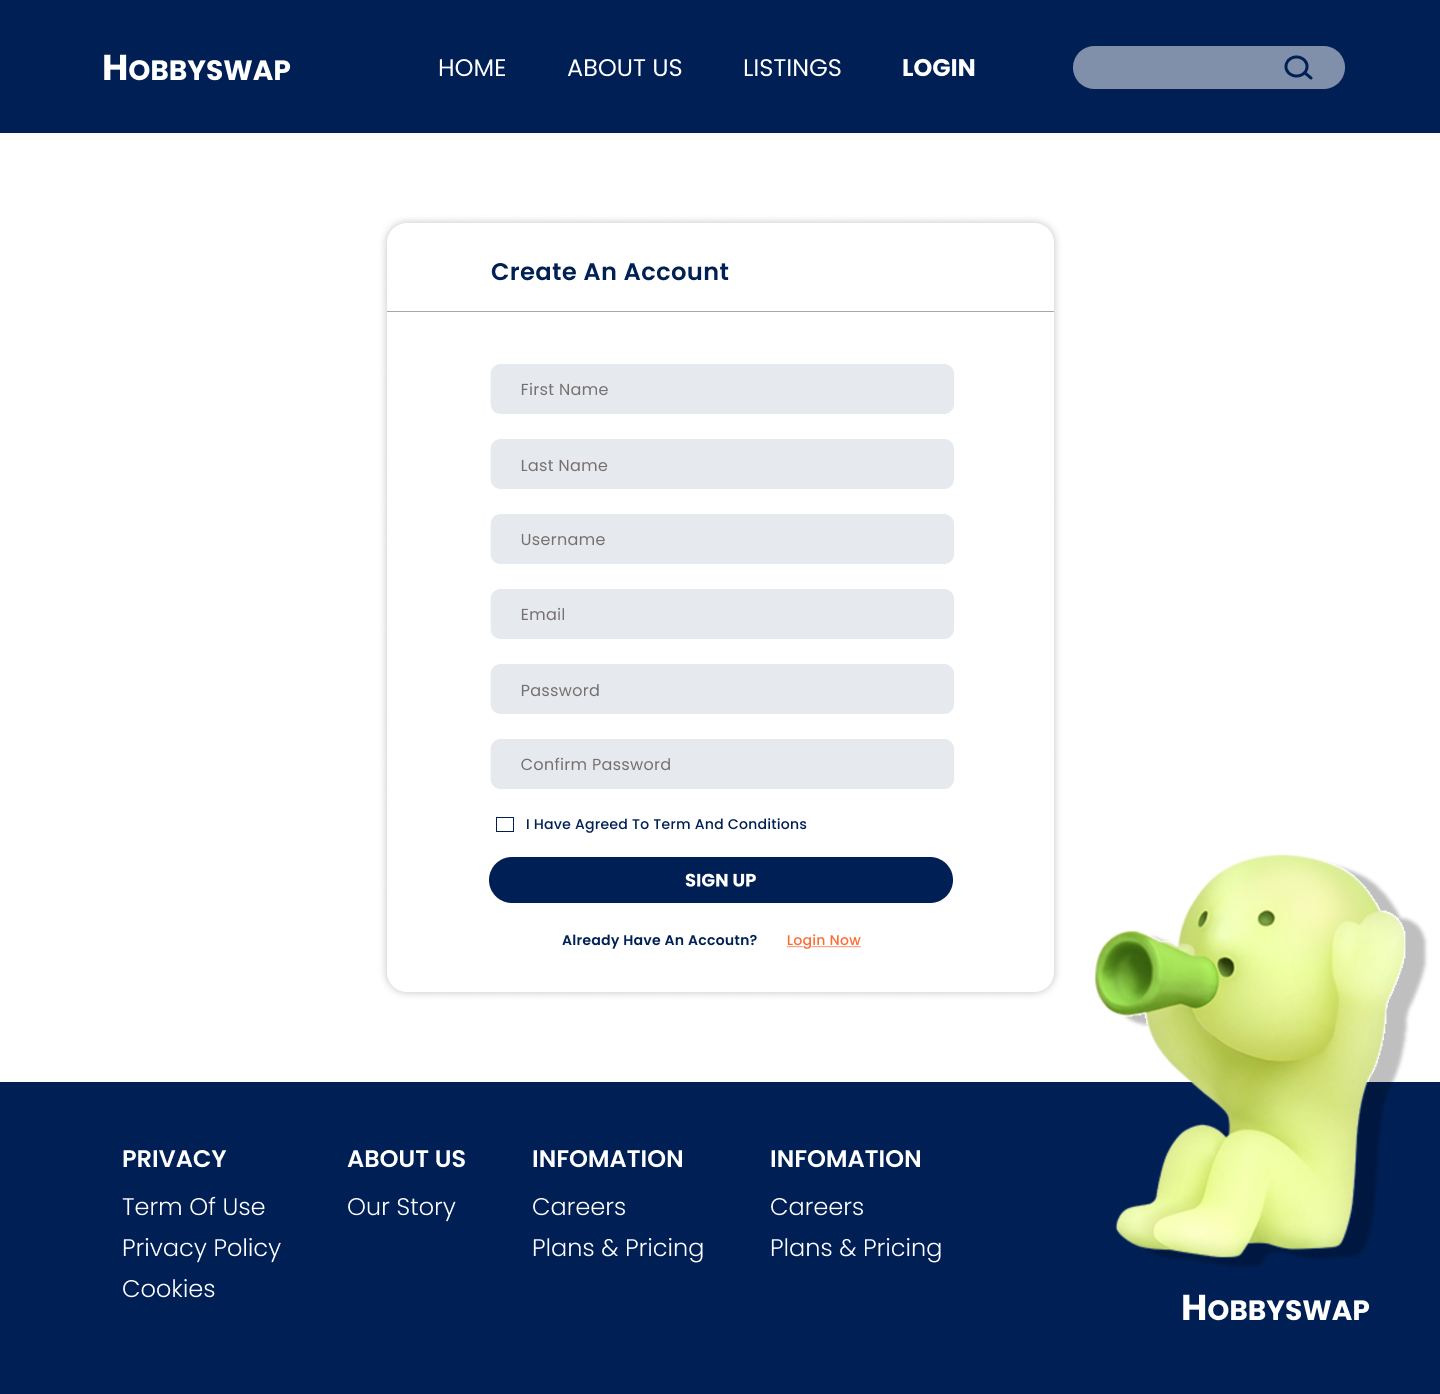 HOBBYSWAP
HOME ABOUT US LISTINGS LOGIN
Create An Account
First Name
Last Name
Username
Email
Password
Confirm Password
I Have Agreed To Term And Conditions
SIGN UP
Already Have An Accoutn? Login Now
PRIVACY
Term Of Use
Privacy Policy
Cookies
ABOUT US
Our Story
INFOMATION
Careers
Plans & Pricing
INFOMATION
Careers
Plans & Pricing
HOBBYSWAP